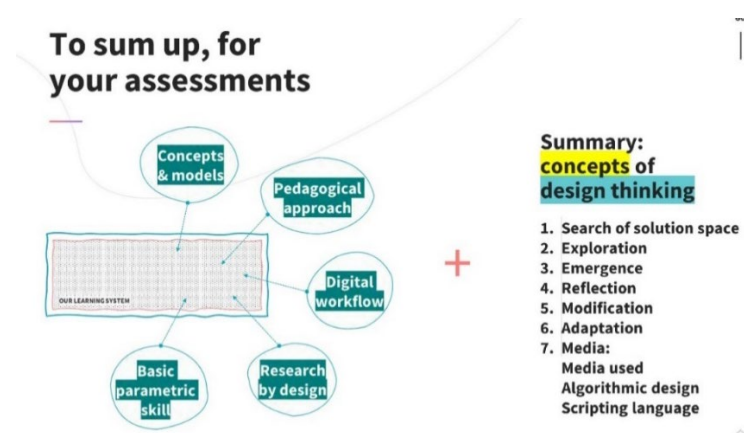 To sum up, for
your assessments
Concepts
& models
Pedagogical
approach
Digital
workflow
OUR LEARNING SYSTEM
Basic
parametric
skill
Research
by design
+
Summary:
concepts of
design thinking
1. Search of solution space
2. Exploration
3. Emergence
4. Reflection
5. Modification
6. Adaptation
7. Media:
Media used
Algorithmic design
Scripting language